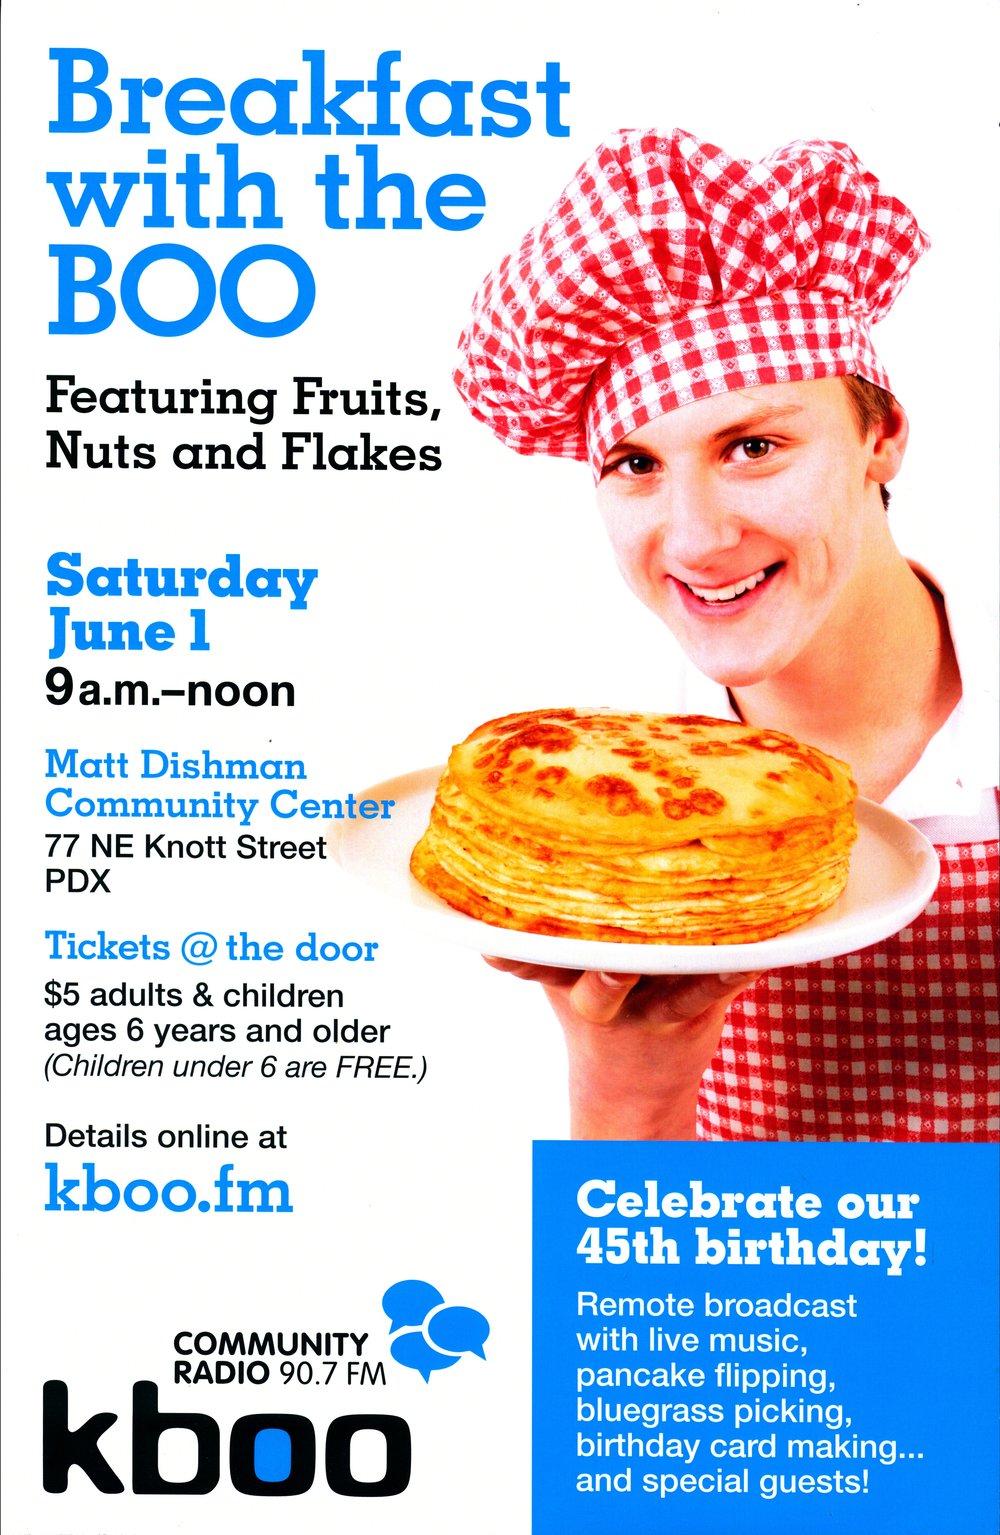 Breakfast
with the
BOO
Featuring Fruits,
Nuts and Flakes
Saturday
June 1
9 a.m.–noon
Matt Dishman
Community Center
77 NE Knott Street
PDX
Tickets @ the door
$5 adults & children
ages 6 years and older
(Children under 6 are FREE.)
Details online at
kboo.fm
COMMUNITY
RADIO 90.7 FM
kboo
Celebrate our
45th birthday!
Remote broadcast
with live music,
pancake flipping,
bluegrass picking,
birthday card making...
and special guests!